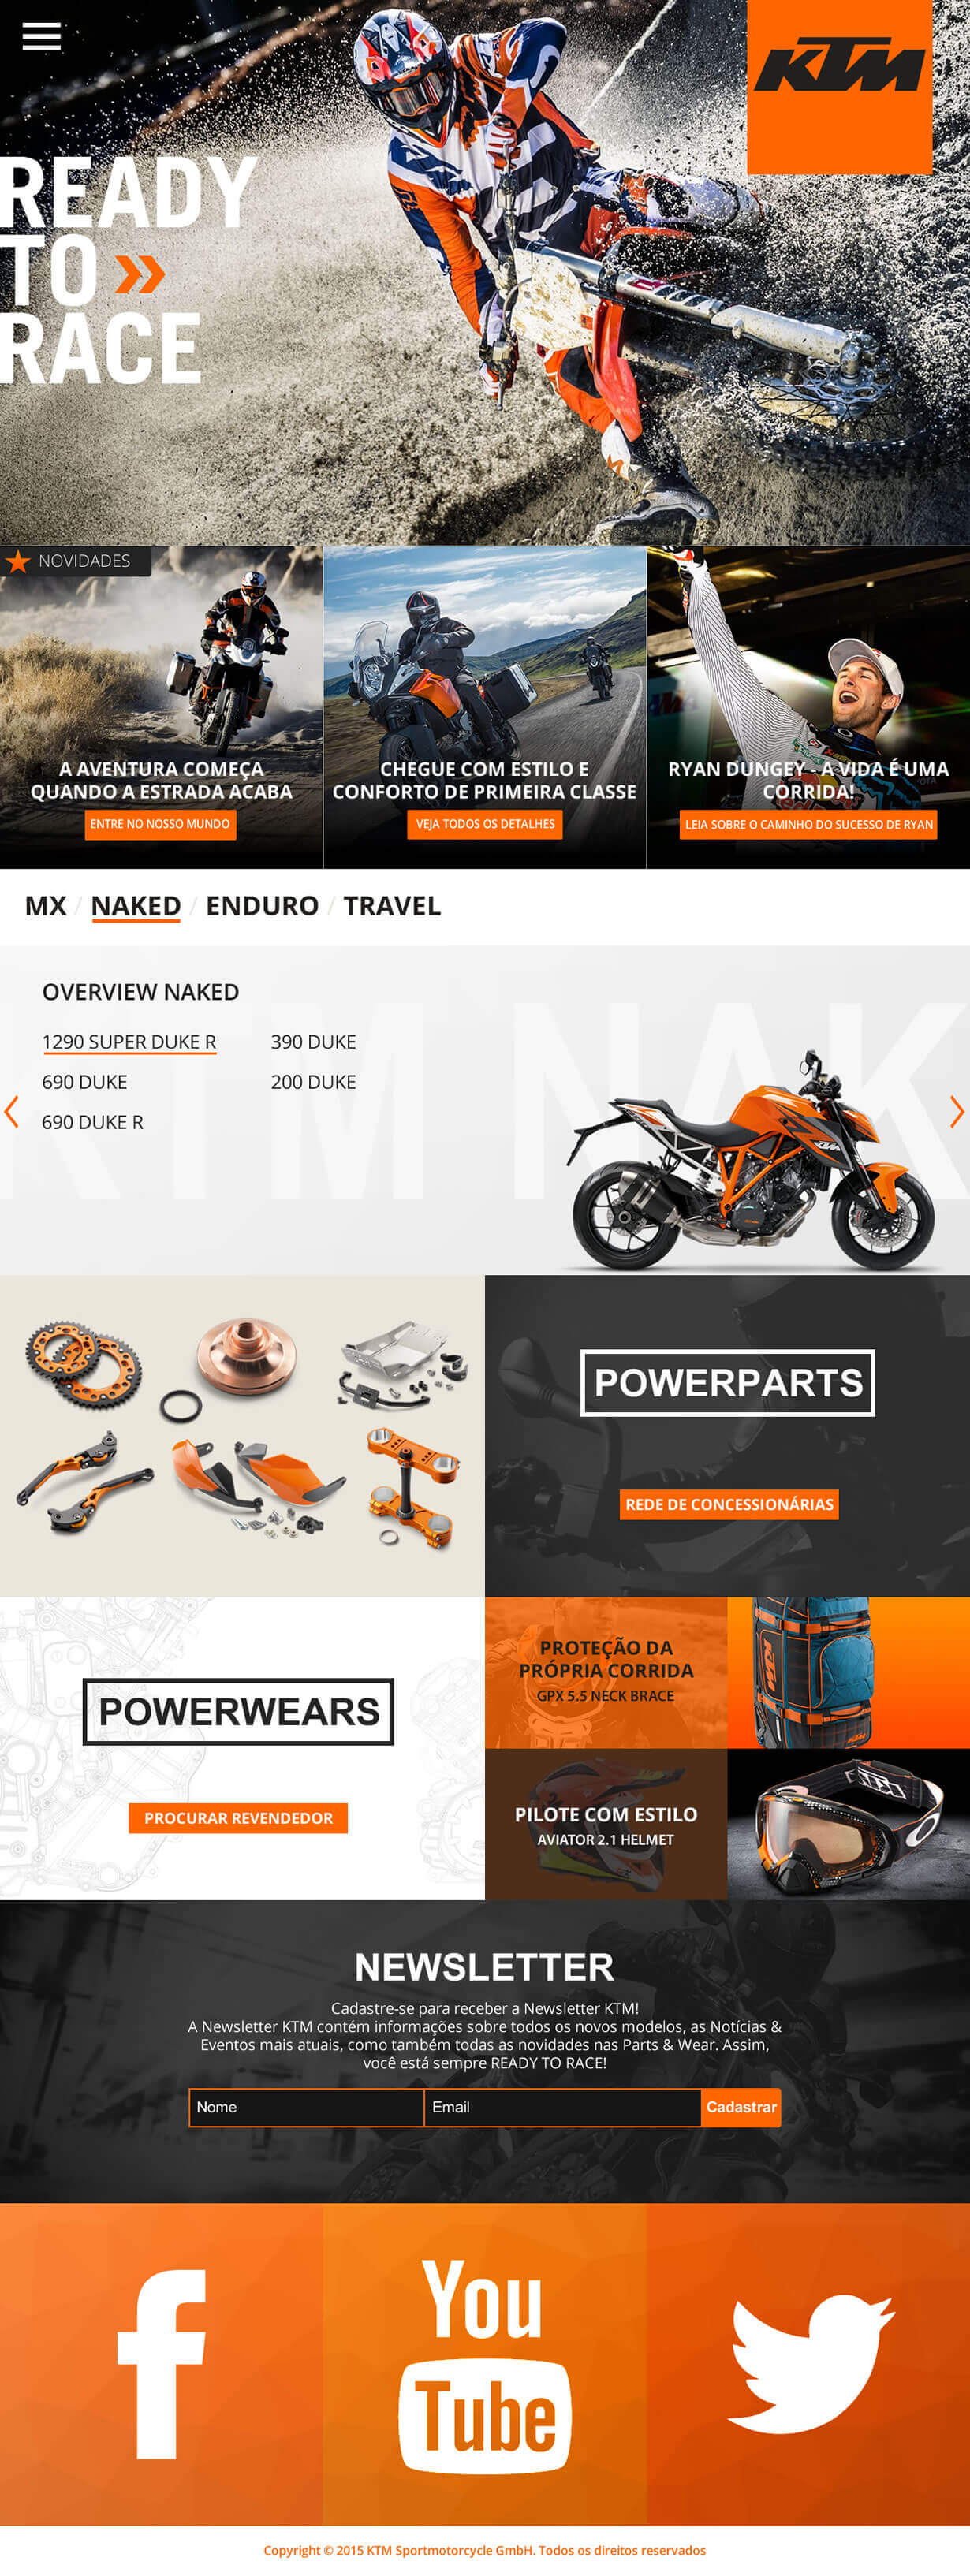 KTM
READY
TO »
RACE
NOVIDADES
A AVENTURA COMEÇA
QUANDO A ESTRADA ACABA
ENTRE NO NOSSO MUNDO
CHEGUE COM ESTILO E
CONFORTO DE PRIMEIRA CLASSE
VEJA TODOS OS DETALHES
RYAN DUNGEY - A VIDA É UMA
CORRIDA!
LEIA SOBRE O CAMINHO DO SUCESSO DE RYAN
MX / NAKED / ENDURO / TRAVEL
KTM NAK
OVERVIEW NAKED
1290 SUPER DUKE R
390 DUKE
690 DUKE
200 DUKE
690 DUKE R
KTM
POWERPARTS
REDE DE CONCESSIONÁRIAS
POWERWEARS
PROCURAR REVENDEDOR
PROTEÇÃO DA
PRÓPRIA CORRIDA
GPX 5.5 NECK BRACE
KTM
PILOTE COM ESTILO
AVIATOR 2.1 HELMET
NEWSLETTER
Cadastre-se para receber a Newsletter KTM!
A Newsletter KTM contém informações sobre todos os novos modelos, as Notícias &
Eventos mais atuais, como também todas as novidades nas Parts & Wear. Assim,
você está sempre READY TO RACE!
Nome
Email
Cadastrar
You
Tube
Copyright © 2015 KTM Sportmotorcycle GmbH. Todos os direitos reservados